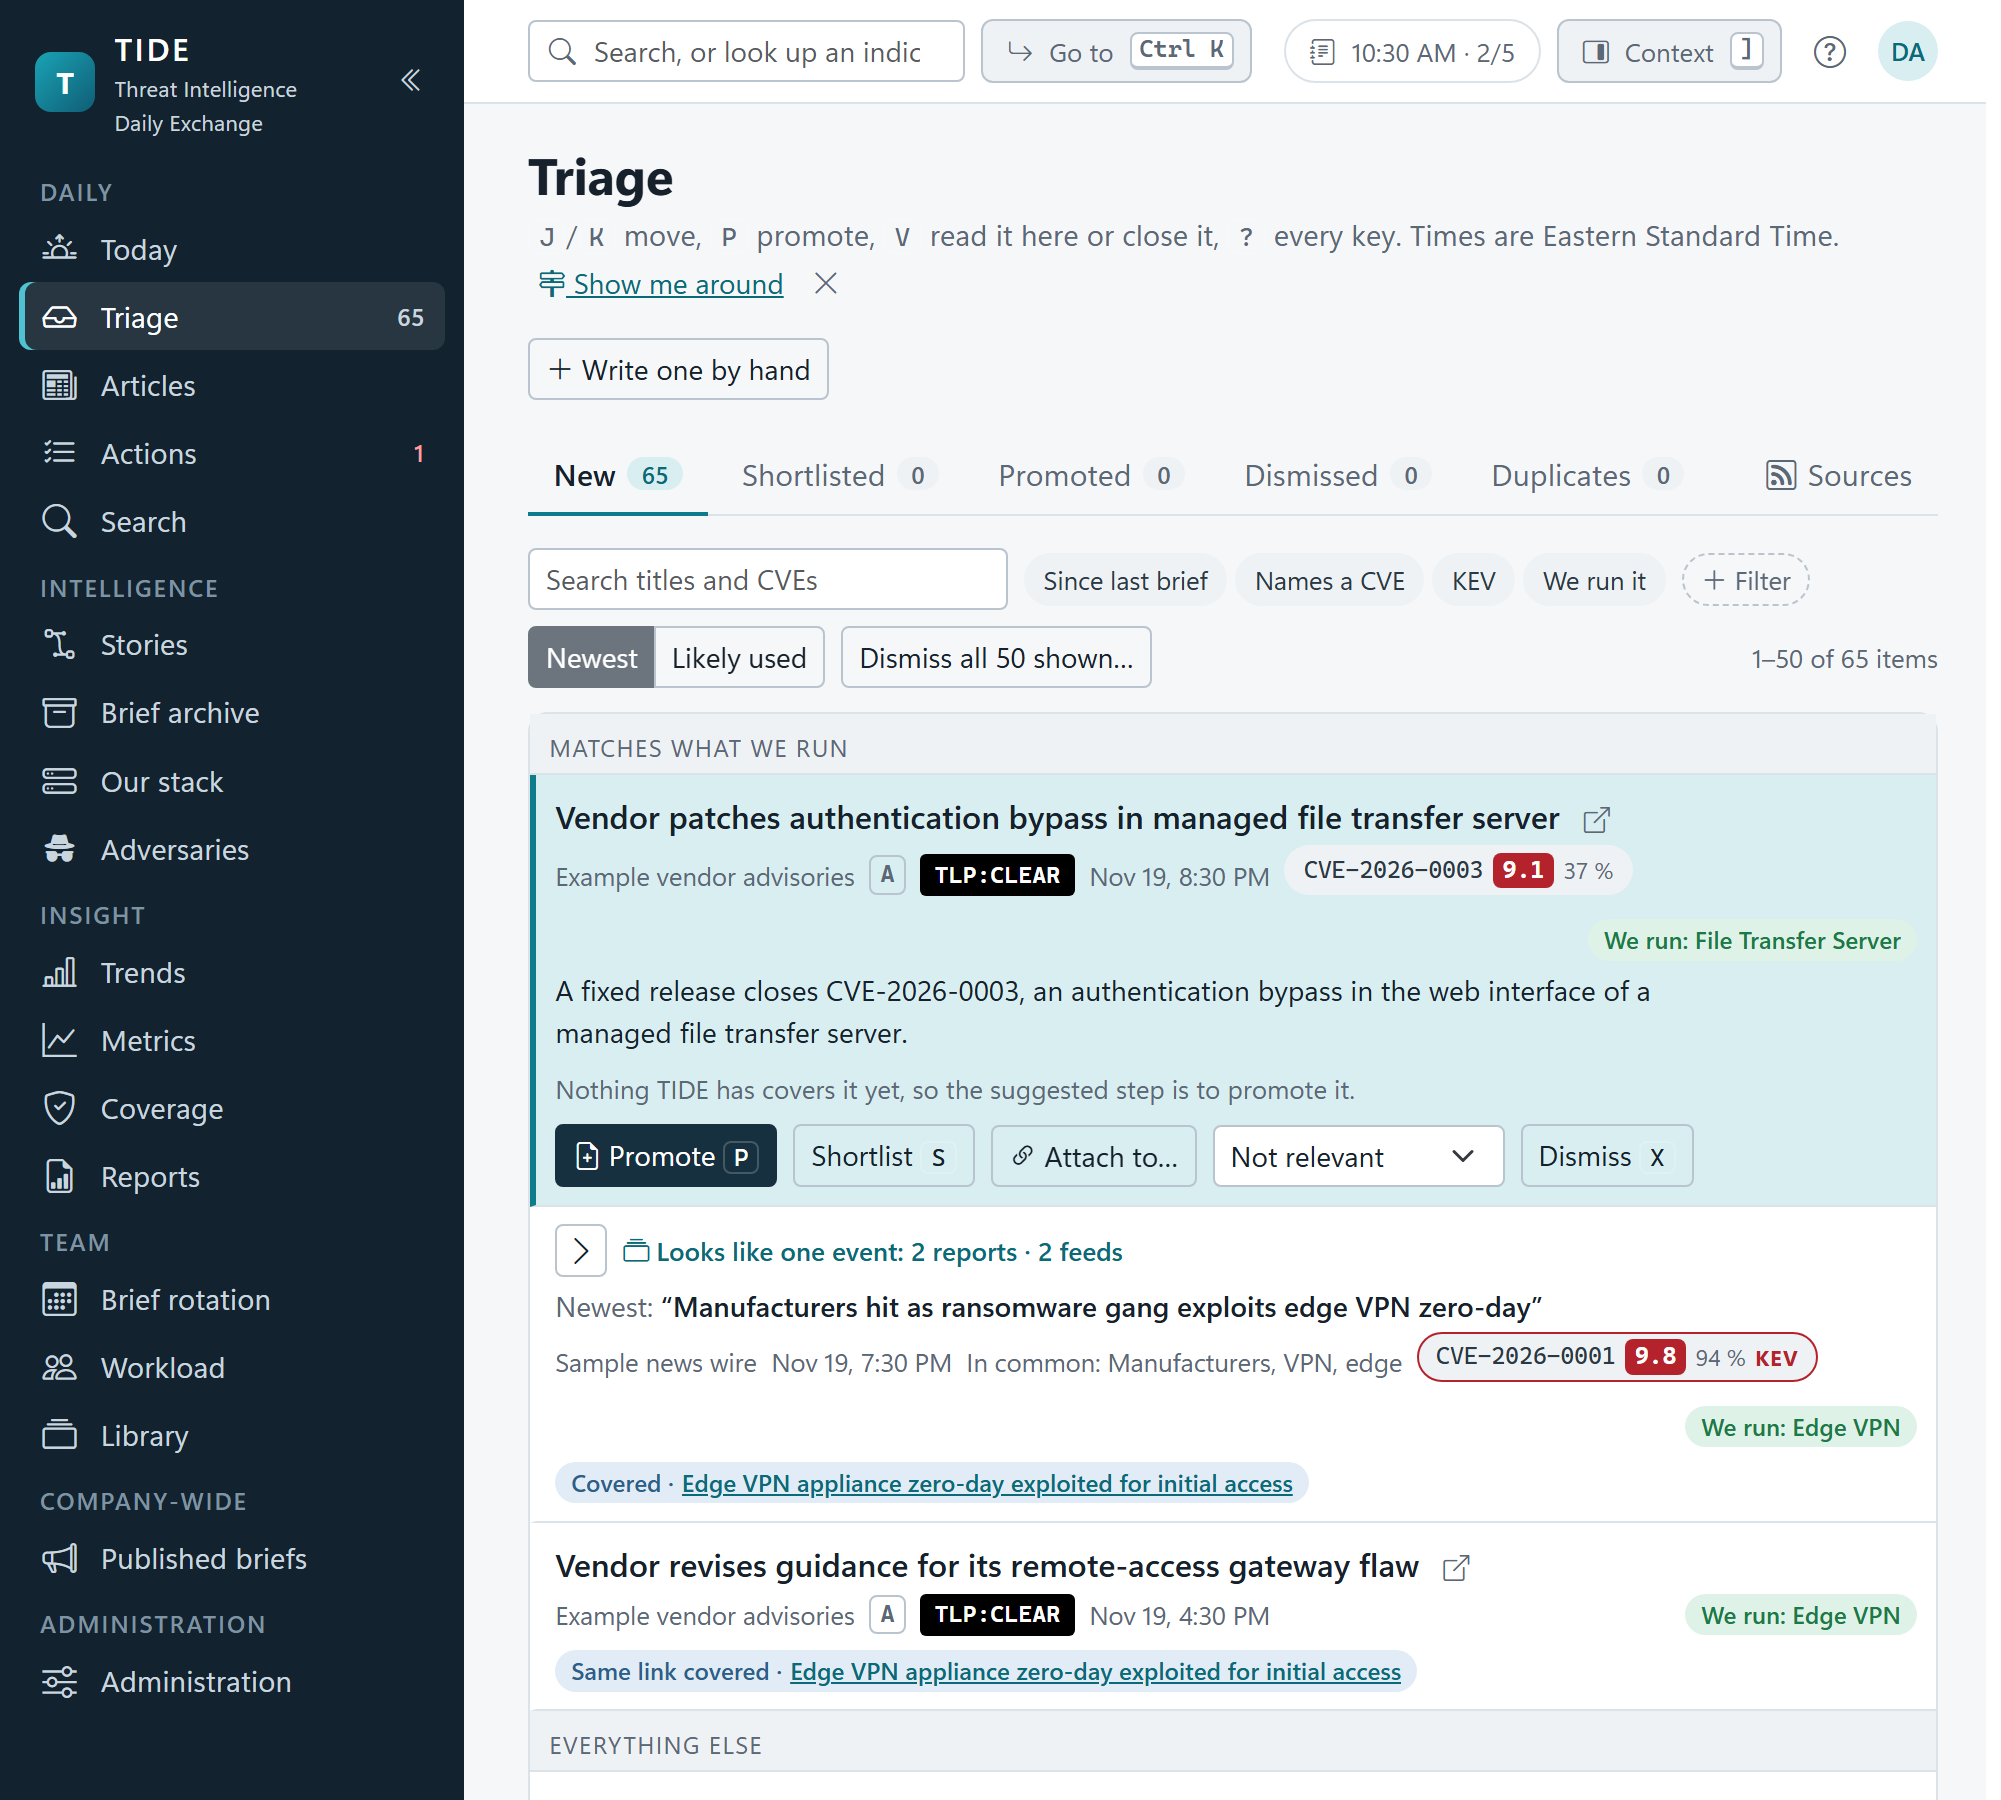 T
TIDE
Threat Intelligence
Daily Exchange
DAILY
Today
Triage 65
Articles
Actions 1
Search
INTELLIGENCE
Stories
Brief archive
Our stack
Adversaries
INSIGHT
Trends
Metrics
Coverage
Reports
TEAM
Brief rotation
Workload
Library
COMPANY-WIDE
Published briefs
ADMINISTRATION
Administration
Search, or look up an indic
Go to Ctrl K
10:30 AM · 2/5
Context ]
?
DA
Triage
J / K move, P promote, V read it here or close it, ? every key. Times are Eastern Standard Time.
Show me around
Write one by hand
New 65 Shortlisted 0 Promoted 0 Dismissed 0 Duplicates 0 Sources
Search titles and CVEs Since last brief Names a CVE KEV We run it + Filter
Newest Likely used Dismiss all 50 shown... 1–50 of 65 items
MATCHES WHAT WE RUN
Vendor patches authentication bypass in managed file transfer server
Example vendor advisories A TLP:CLEAR Nov 19, 8:30 PM CVE-2026-0003 9.1 37 %
We run: File Transfer Server
A fixed release closes CVE-2026-0003, an authentication bypass in the web interface of a
managed file transfer server.
Nothing TIDE has covers it yet, so the suggested step is to promote it.
Promote P Shortlist S Attach to... Not relevant Dismiss X
Looks like one event: 2 reports · 2 feeds
Newest: “Manufacturers hit as ransomware gang exploits edge VPN zero-day”
Sample news wire Nov 19, 7:30 PM In common: Manufacturers, VPN, edge CVE-2026-0001 9.8 94 % KEV
We run: Edge VPN
Covered · Edge VPN appliance zero-day exploited for initial access
Vendor revises guidance for its remote-access gateway flaw
Example vendor advisories A TLP:CLEAR Nov 19, 4:30 PM We run: Edge VPN
Same link covered · Edge VPN appliance zero-day exploited for initial access
EVERYTHING ELSE